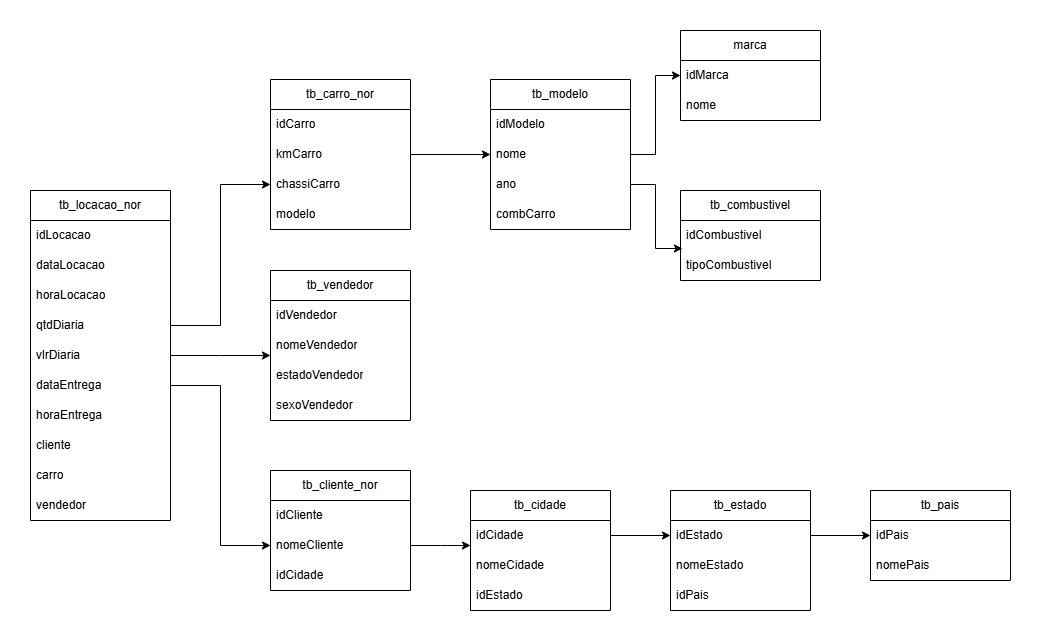 marca
idMarca
nome
tb_carro_nor
idCarro
kmCarro
chassiCarro
modelo
tb_modelo
idModelo
nome
ano
combCarro
tb_combustivel
idCombustivel
tipoCombustivel
tb_locacao_nor
idLocacao
dataLocacao
horaLocacao
qtdDiaria
vlrDiaria
dataEntrega
horaEntrega
cliente
carro
vendedor
tb_vendedor
idVendedor
nomeVendedor
estadoVendedor
sexoVendedor
tb_cliente_nor
idCliente
nomeCliente
idCidade
tb_cidade
idCidade
nomeCidade
idEstado
tb_estado
idEstado
nomeEstado
idPais
tb_pais
idPais
nomePais